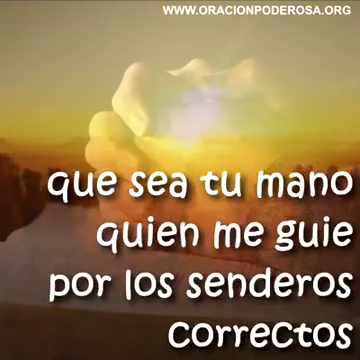 WWW.ORACIONPODEROSA.ORG
que sea tu mano
quien me guie
por los senderos
correctos